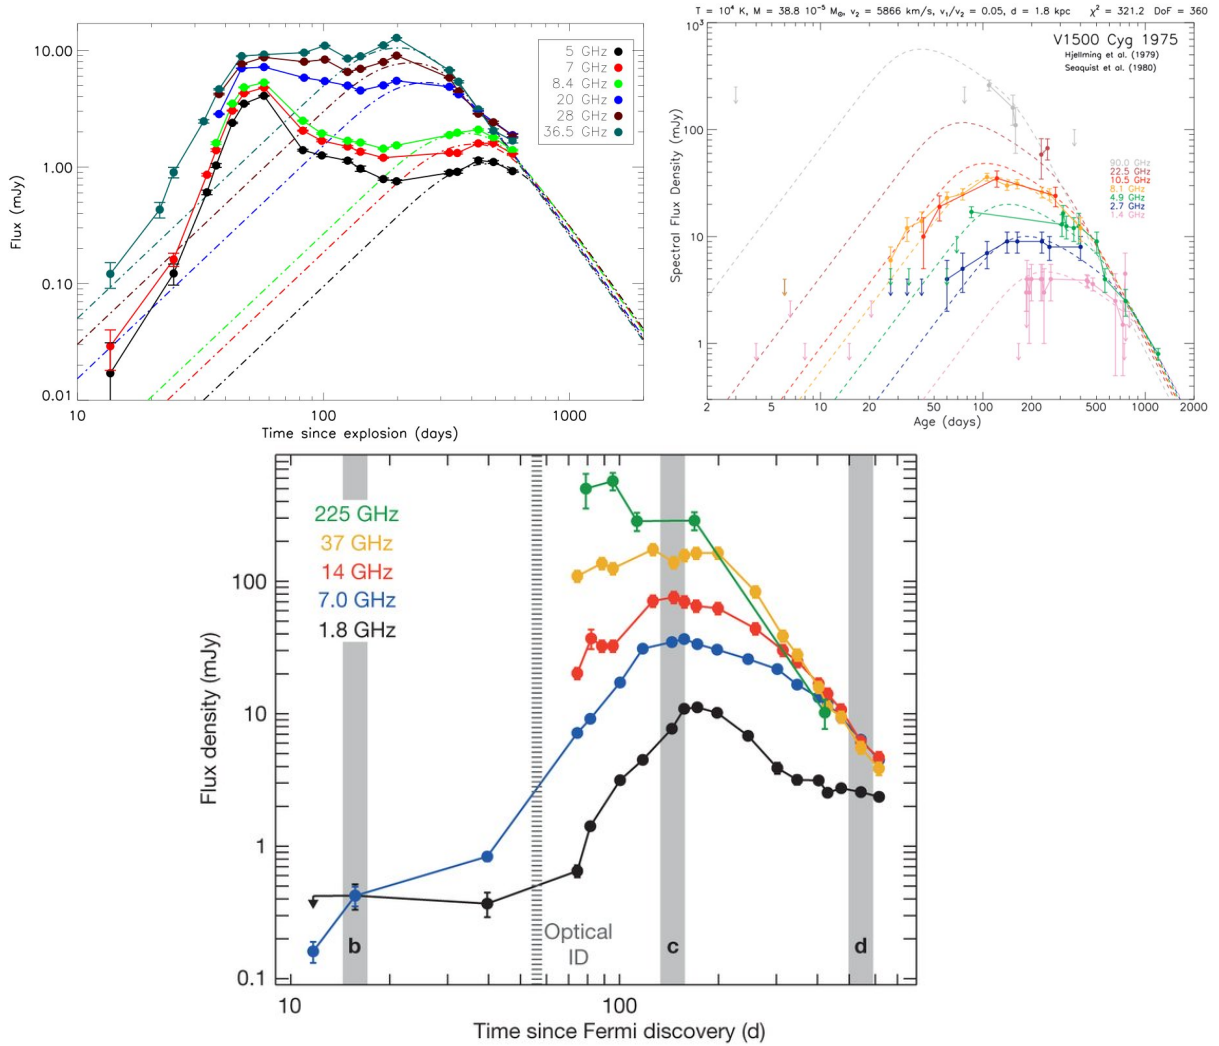 10.00
1.00
0.10
0.01
Flux (mJy)
10
100
1000
Time since explosion (days)
5 GHz
7 GHz
8.4 GHz
20 GHz
28 GHz
36.5 GHz
T = 10⁴ K, M = 38.8 10⁻⁵ M⊙, v₂ = 5866 km/s, v₁/v₂ = 0.05, d = 1.8 kpc χ² = 321.2 DoF = 360
V1500 Cyg 1975
Hjellming et al. (1979)
Seaquist et al. (1980)
10³
100
10
1
Spectral Flux Density (mJy)
90.0 GHz
22.5 GHz
10.5 GHz
8.1 GHz
4.9 GHz
2.7 GHz
1.4 GHz
2
5
10
20
50
100
200
500
1000
2000
Age (days)
225 GHz
37 GHz
14 GHz
7.0 GHz
1.8 GHz
100
10
1
0.1
Flux density (mJy)
b
Optical
ID
c
d
10
100
Time since Fermi discovery (d)